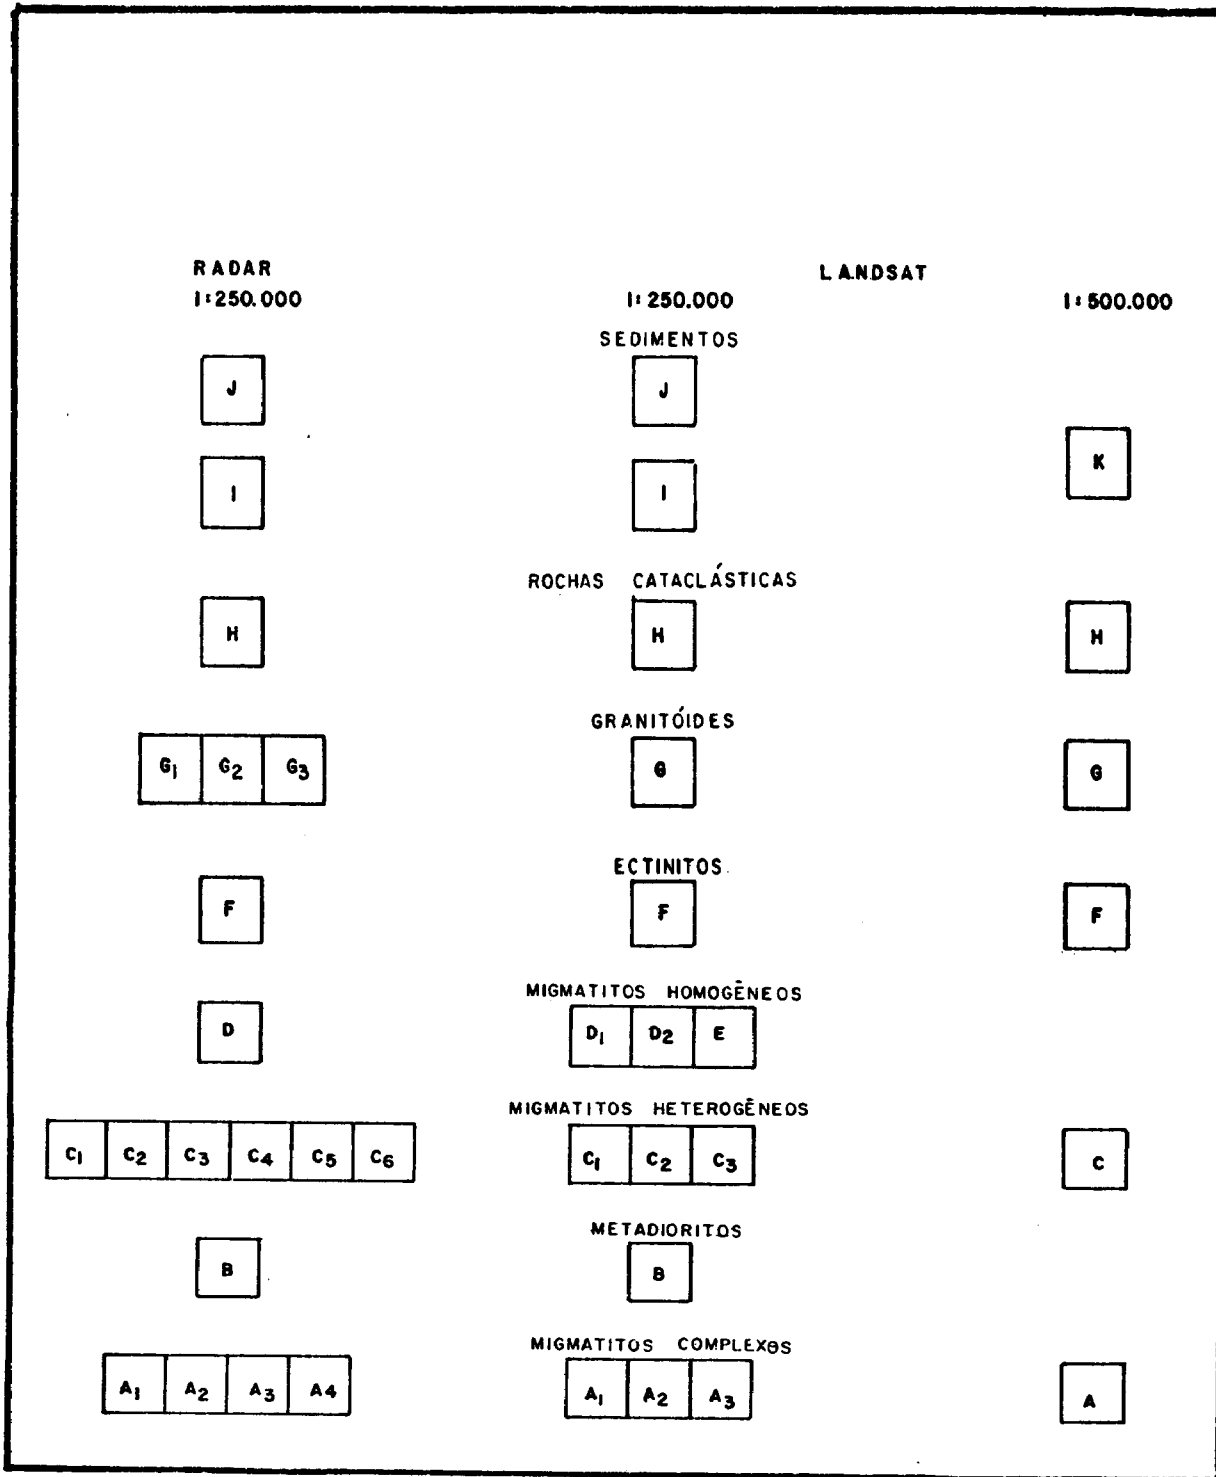 RADAR
LANDSAT
1:250.000
1:250.000
1:500.000
SEDIMENTOS
J
J
K
I
I
ROCHAS CATACLÁSTICAS
H
H
H
GRANITÓIDES
G1 G2 G3
G
G
ECTINITOS
F
F
F
MIGMATITOS HOMOGÊNEOS
D
D1 D2 E
MIGMATITOS HETEROGÊNEOS
C1 C2 C3 C4 C5 C6
C1 C2 C3
C
METADIORITOS
B
B
MIGMATITOS COMPLEXOS
A1 A2 A3 A4
A1 A2 A3
A